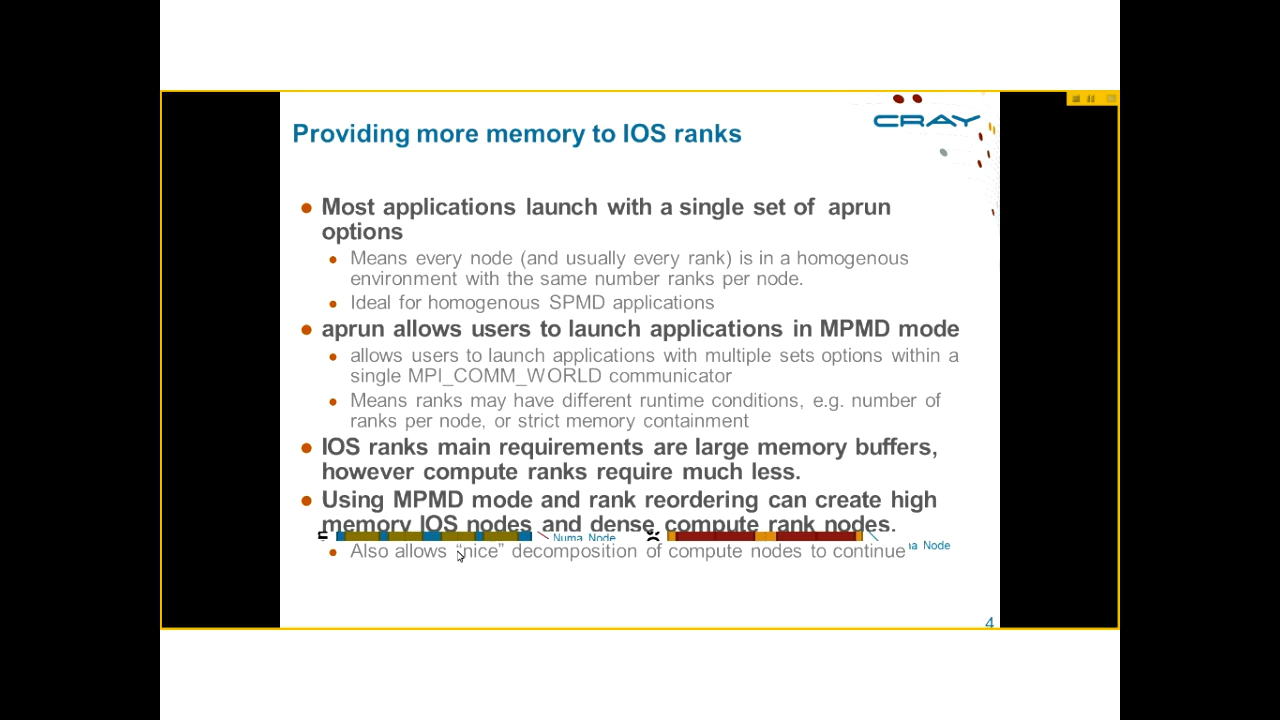 CRAY
Providing more memory to IOS ranks
Most applications launch with a single set of aprun
options
Means every node (and usually every rank) is in a homogenous
environment with the same number ranks per node.
Ideal for homogenous SPMD applications
aprun allows users to launch applications in MPMD mode
allows users to launch applications with multiple sets options within a
single MPI_COMM_WORLD communicator
Means ranks may have different runtime conditions, e.g. number of
ranks per node, or strict memory containment
IOS ranks main requirements are large memory buffers,
however compute ranks require much less.
Using MPMD mode and rank reordering can create high
memory IOS nodes and dense compute rank nodes.
Numa Node
Also allows “nice” decomposition of compute nodes to continue
Node
4